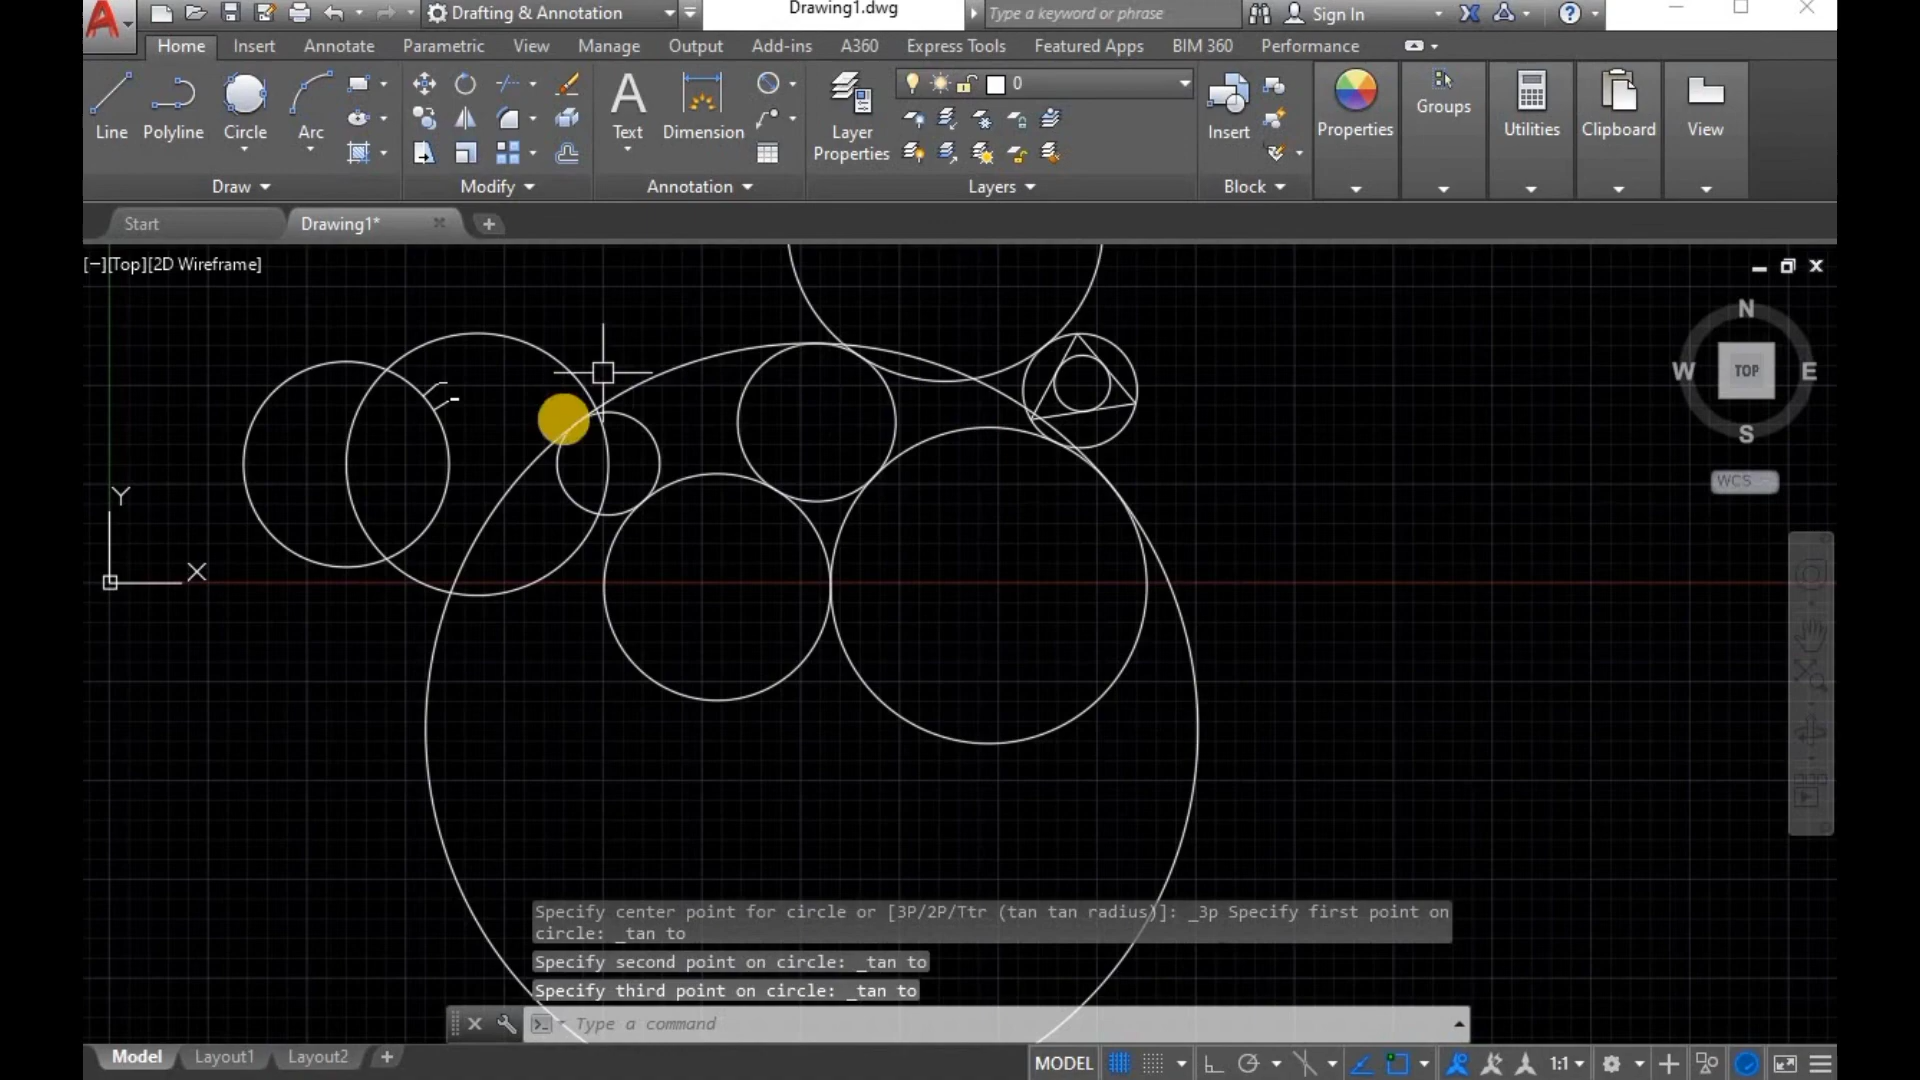 Drafting & Annotation
Drawing1.dwg
Type a keyword or phrase
Sign In
Home Insert Annotate Parametric View Manage Output Add-ins A360 Express Tools Featured Apps BIM 360 Performance
Line Polyline Circle Arc
Text Dimension
Layer Properties
0
Insert
Properties
Groups
Utilities
Clipboard
View
Draw Modify Annotation Layers Block
Start Drawing1*
[−][Top][2D Wireframe]
N
W TOP E
S
WCS
Y
X
Specify center point for circle or [3P/2P/Ttr (tan tan radius)]: _3p Specify first point on
circle: _tan to
Specify second point on circle: _tan to
Specify third point on circle: _tan to
Type a command
Model Layout1 Layout2
MODEL 1:1